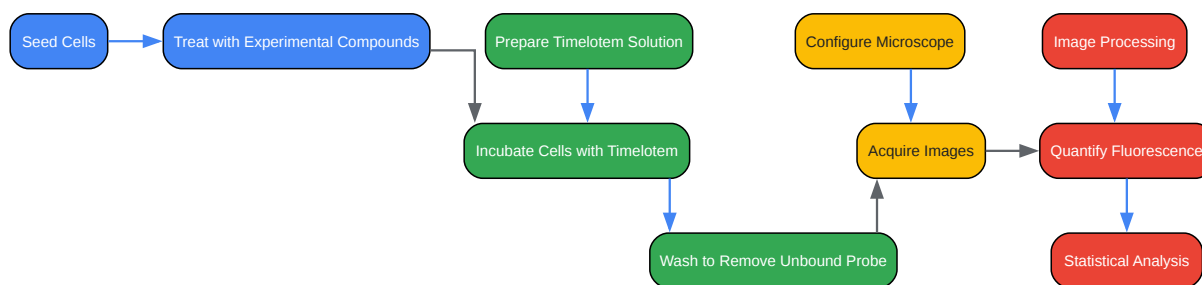 Seed Cells
Treat with Experimental Compounds
Prepare Timelotem Solution
Configure Microscope
Image Processing
Incubate Cells with Timelotem
Acquire Images
Quantify Fluorescence
Wash to Remove Unbound Probe
Statistical Analysis